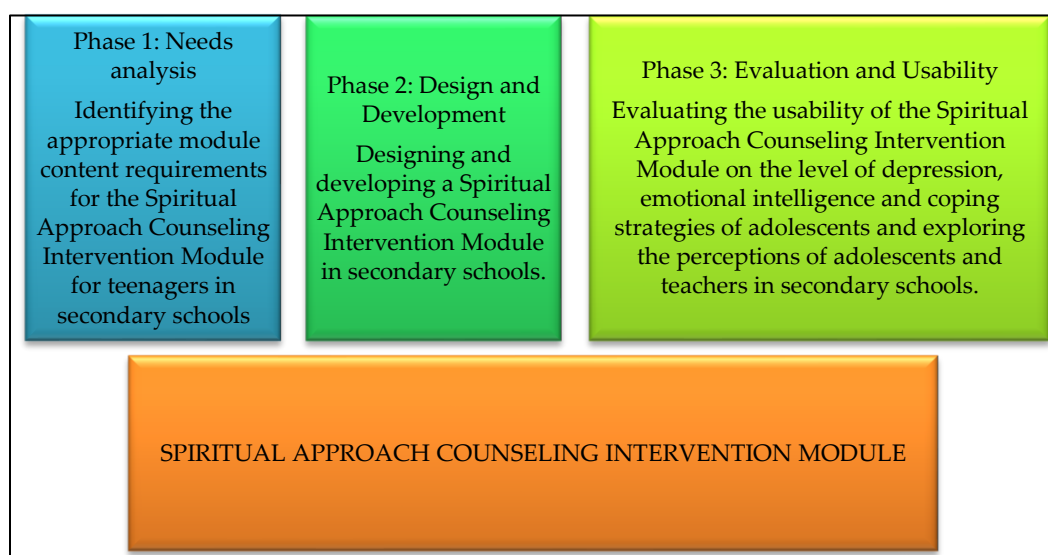 Phase 1: Needs
analysis
Identifying the
appropriate module
content requirements
for the Spiritual
Approach Counseling
Intervention Module
for teenagers in
secondary schools
Phase 2: Design and
Development
Designing and
developing a Spiritual
Approach Counseling
Intervention Module
in secondary schools.
Phase 3: Evaluation and Usability
Evaluating the usability of the Spiritual
Approach Counseling Intervention
Module on the level of depression,
emotional intelligence and coping
strategies of adolescents and exploring
the perceptions of adolescents and
teachers in secondary schools.
SPIRITUAL APPROACH COUNSELING INTERVENTION MODULE